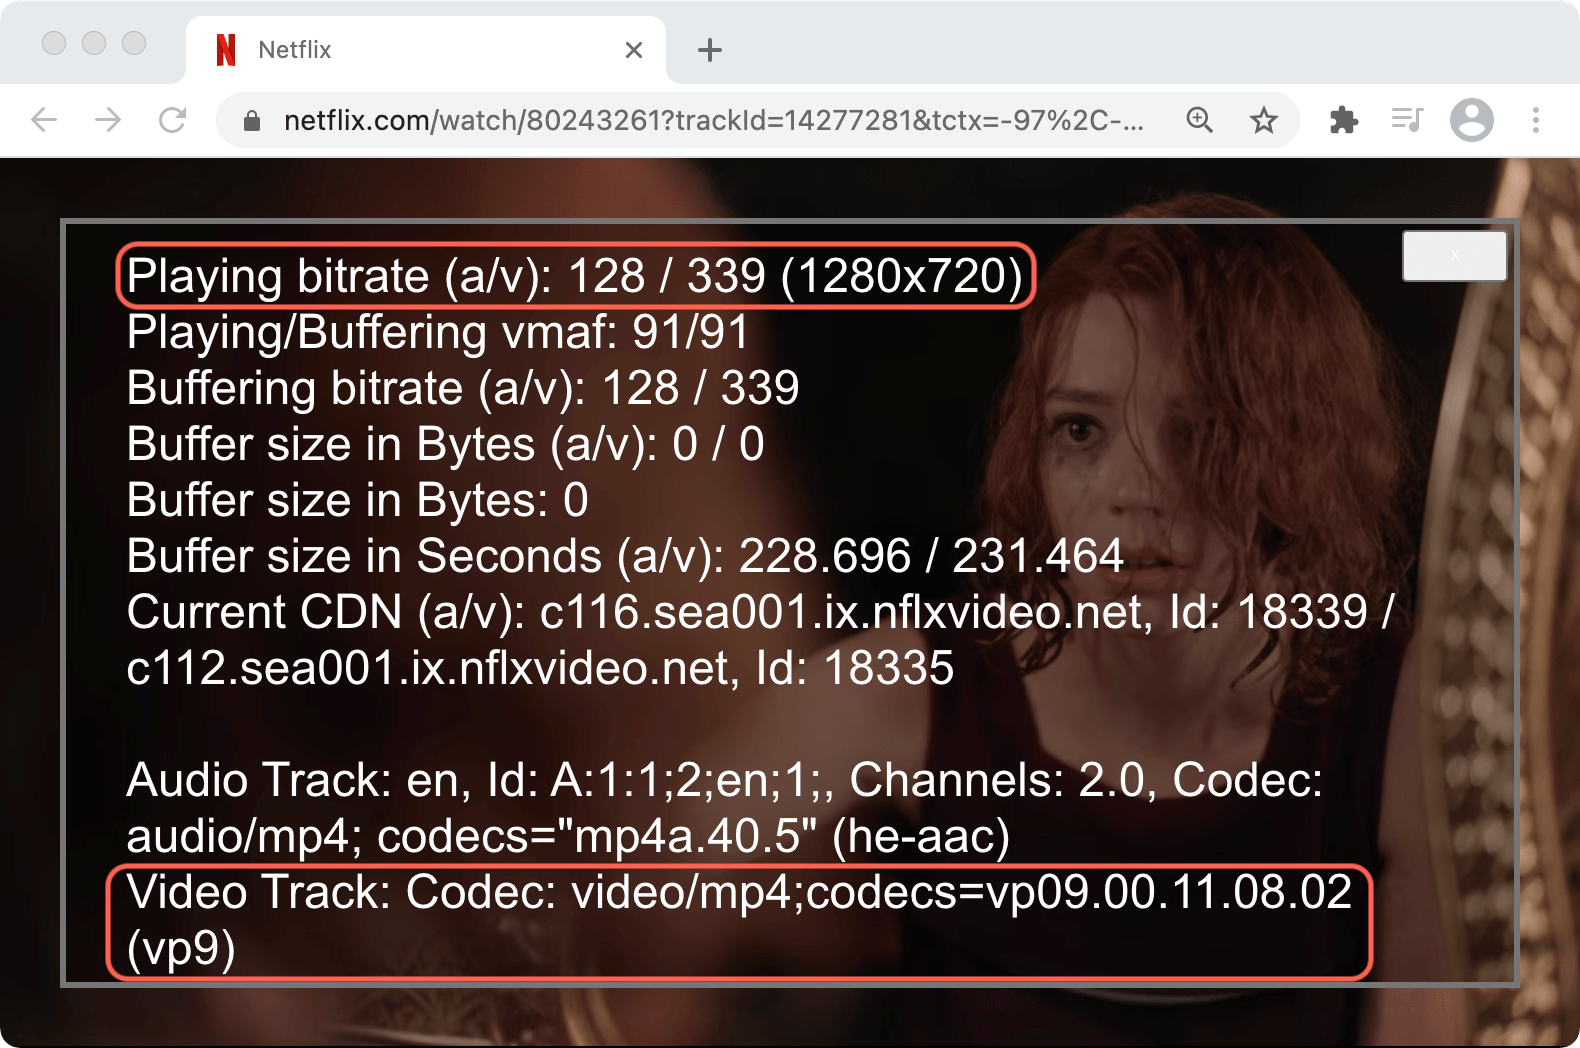 Netflix
netflix.com/watch/80243261?trackId=14277281&tctx=-97%2C-...
Playing bitrate (a/v): 128 / 339 (1280x720)
x
Playing/Buffering vmaf: 91/91
Buffering bitrate (a/v): 128 / 339
Buffer size in Bytes (a/v): 0 / 0
Buffer size in Bytes: 0
Buffer size in Seconds (a/v): 228.696 / 231.464
Current CDN (a/v): c116.sea001.ix.nflxvideo.net, Id: 18339 /
c112.sea001.ix.nflxvideo.net, Id: 18335
Audio Track: en, Id: A:1:1;2;en;1;, Channels: 2.0, Codec:
audio/mp4; codecs="mp4a.40.5" (he-aac)
Video Track: Codec: video/mp4;codecs=vp09.00.11.08.02
(vp9)